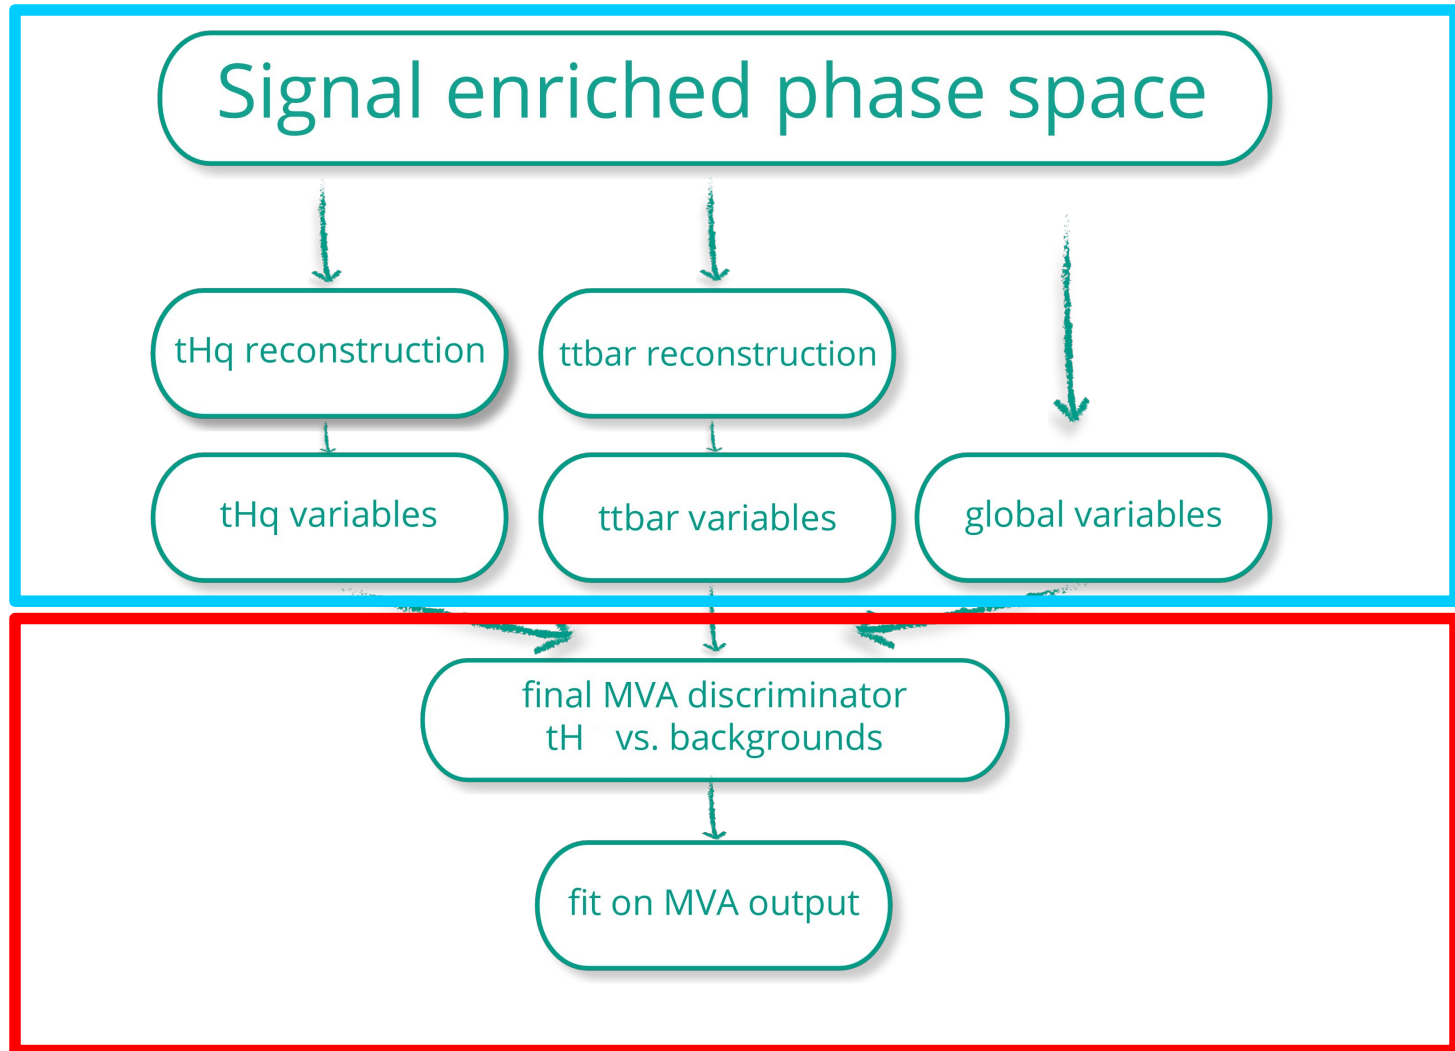 Signal enriched phase space
tHq reconstruction
ttbar reconstruction
tHq variables
ttbar variables
global variables
final MVA discriminator
tH vs. backgrounds
fit on MVA output